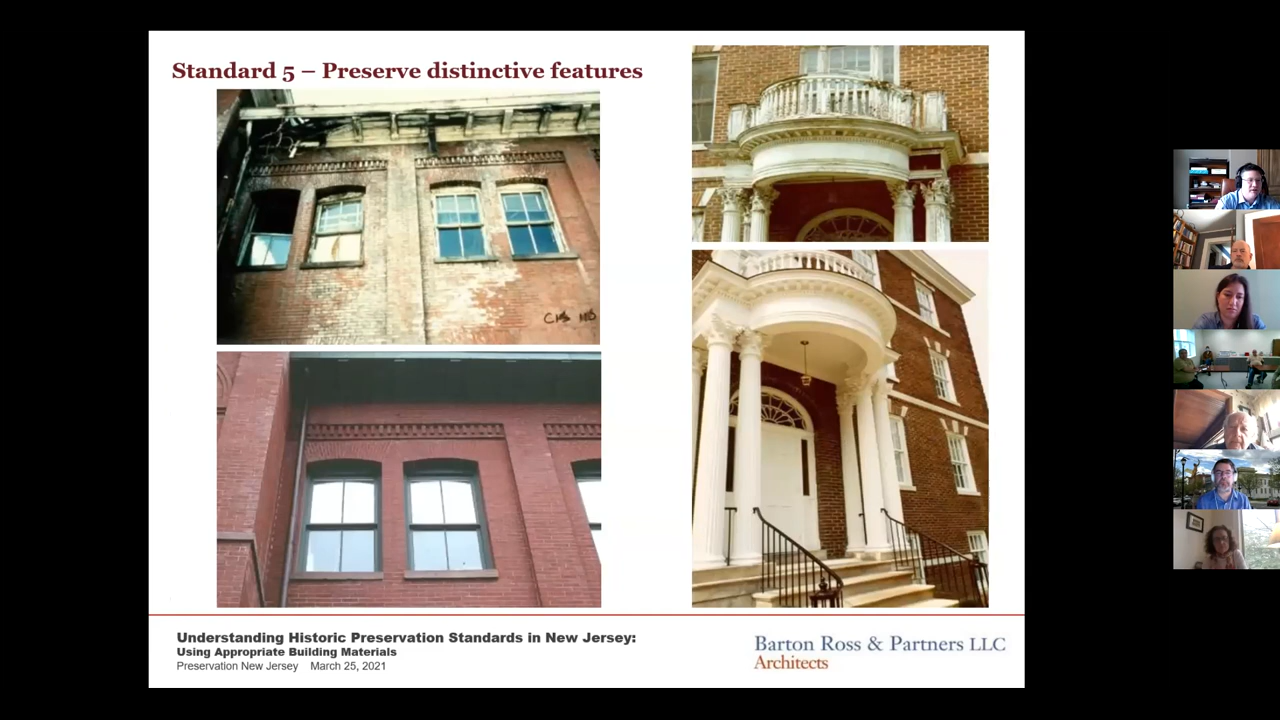 Standard 5 – Preserve distinctive features
Understanding Historic Preservation Standards in New Jersey:
Using Appropriate Building Materials
Preservation New Jersey March 25, 2021
Barton Ross & Partners LLC
Architects